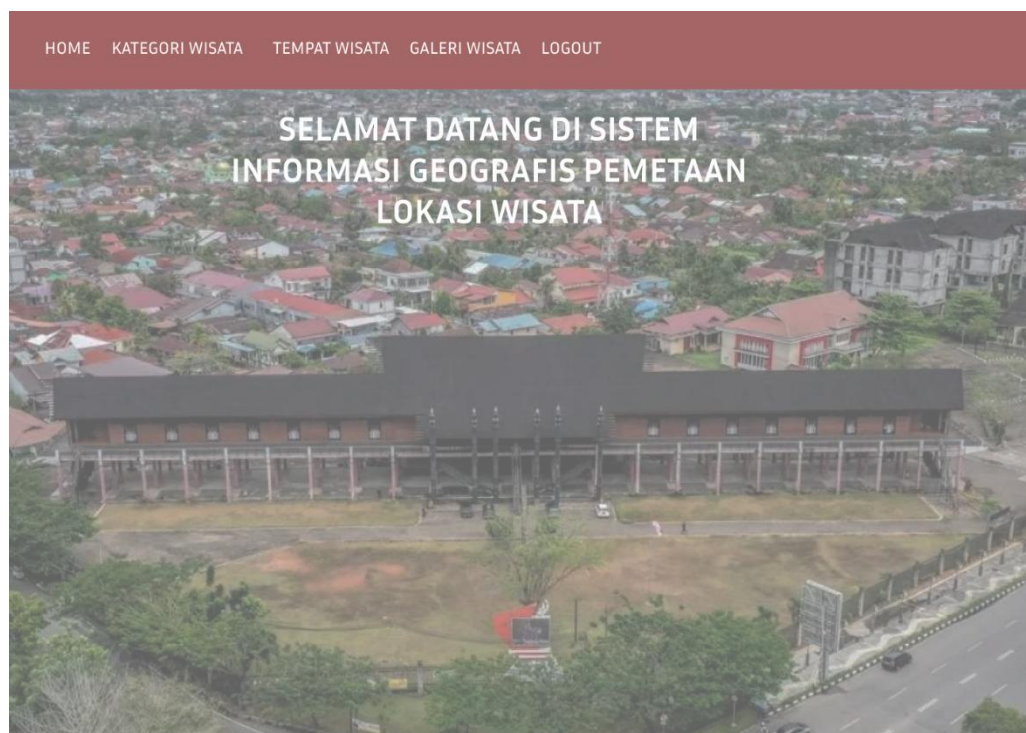 HOME KATEGORI WISATA TEMPAT WISATA GALERI WISATA LOGOUT
SELAMAT DATANG DI SISTEM
INFORMASI GEOGRAFIS PEMETAAN
LOKASI WISATA